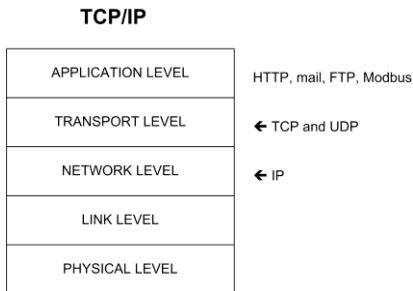 TCP/IP
APPLICATION LEVEL
HTTP, mail, FTP, Modbus
TRANSPORT LEVEL
← TCP and UDP
NETWORK LEVEL
← IP
LINK LEVEL
PHYSICAL LEVEL